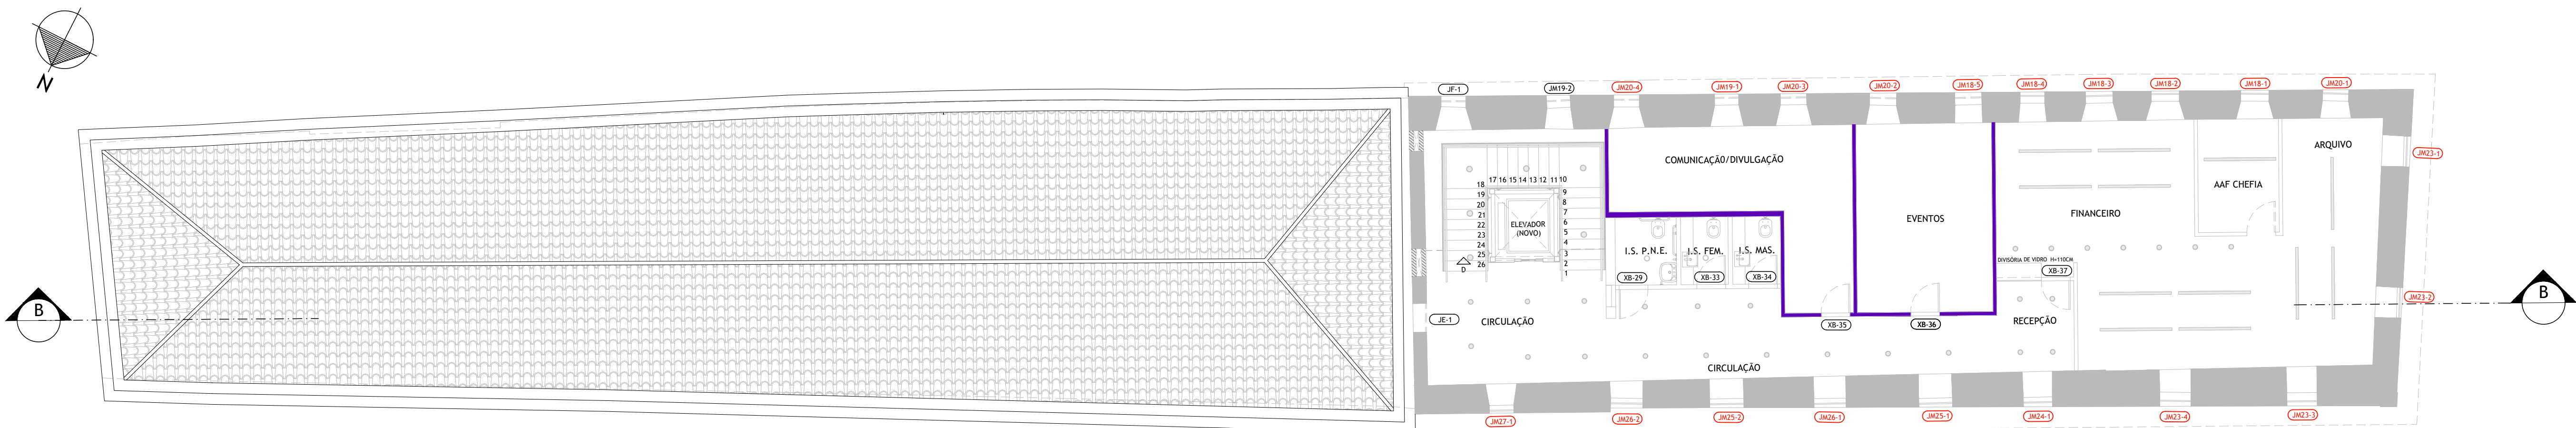 N
JF-1
JM19-2
JM20-4
JM19-1
JM20-3
JM20-2
JM18-5
JM18-4
JM18-3
JM18-2
JM18-1
JM20-1
JM23-1
ARQUIVO
COMUNICAÇÃO/DIVULGAÇÃO
AAF CHEFIA
17 16 15 14 13 12 11 10
18
19
20
21
22
23
24
25
26
9
8
7
6
5
4
3
2
1
ELEVADOR
(NOVO)
D
EVENTOS
FINANCEIRO
I.S. P.N.E.
I.S. FEM.
I.S. MAS.
XB-29
XB-33
XB-34
DIVISÓRIA DE VIDRO H=110CM
XB-37
B
B
JM23-2
JE-1
CIRCULAÇÃO
XB-35
XB-36
RECEPÇÃO
CIRCULAÇÃO
JM27-1
JM26-2
JM25-2
JM26-1
JM25-1
JM24-1
JM23-4
JM23-3